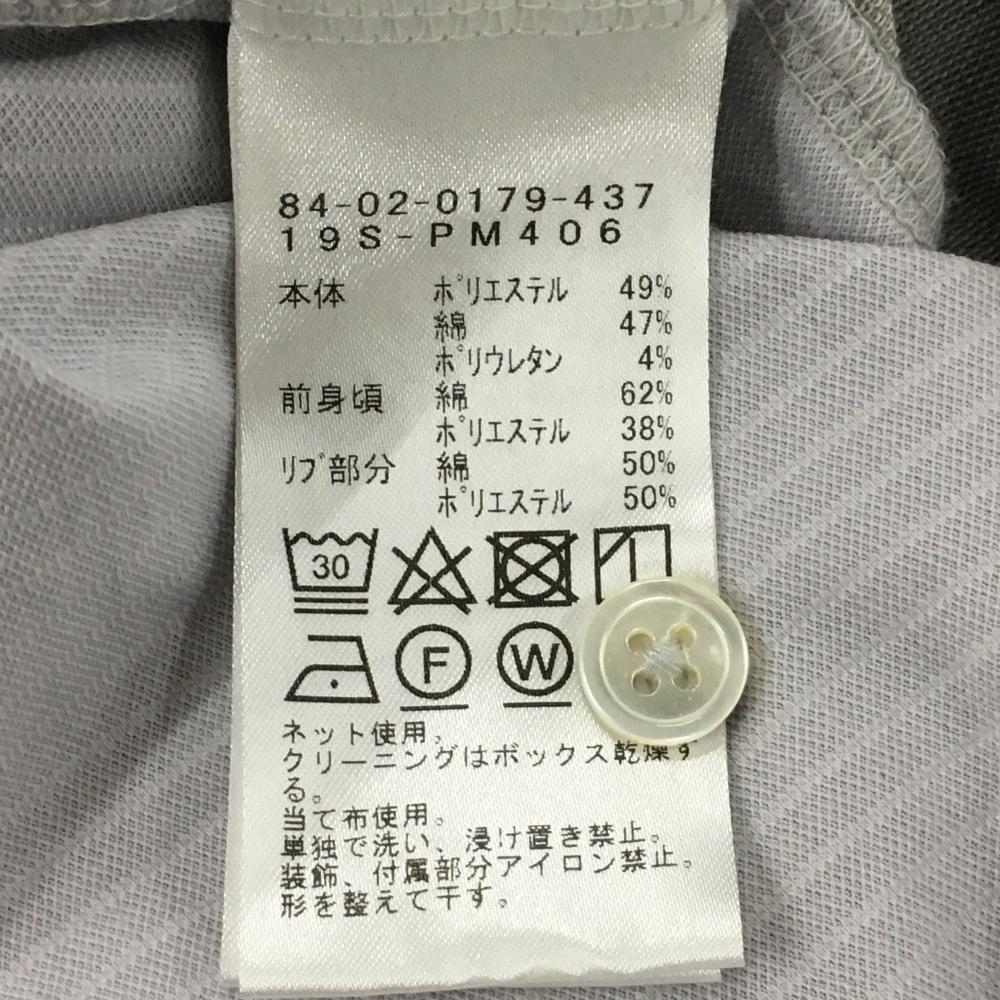 84-02-0179-437
19S-PM406
本体 ポリエステル 49%
綿 47%
ポリウレタン 4%
前身頃 綿 62%
ポリエステル 38%
リブ部分 綿 50%
ポリエステル 50%
30
F W
ネット使用。
クリーニングはボックス乾燥す
る。
当て布使用。
単独で洗い、浸け置き禁止。
装飾、付属部分アイロン禁止。
形を整えて干す。